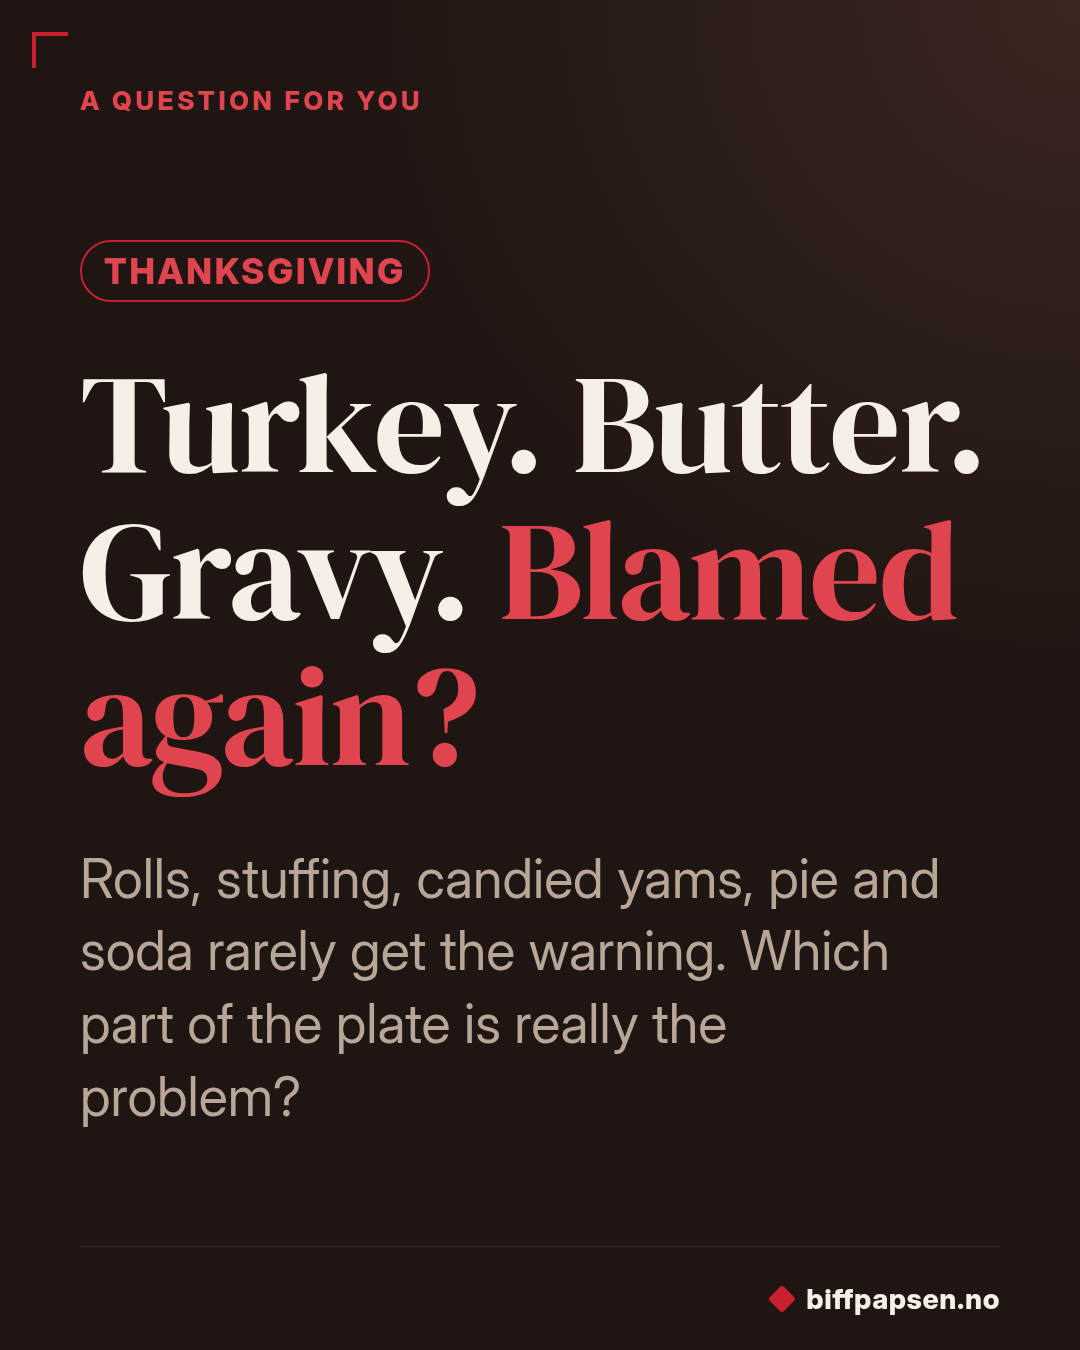 A QUESTION FOR YOU
THANKSGIVING
Turkey. Butter.
Gravy. Blamed
again?
Rolls, stuffing, candied yams, pie and
soda rarely get the warning. Which
part of the plate is really the
problem?
biffpapsen.no